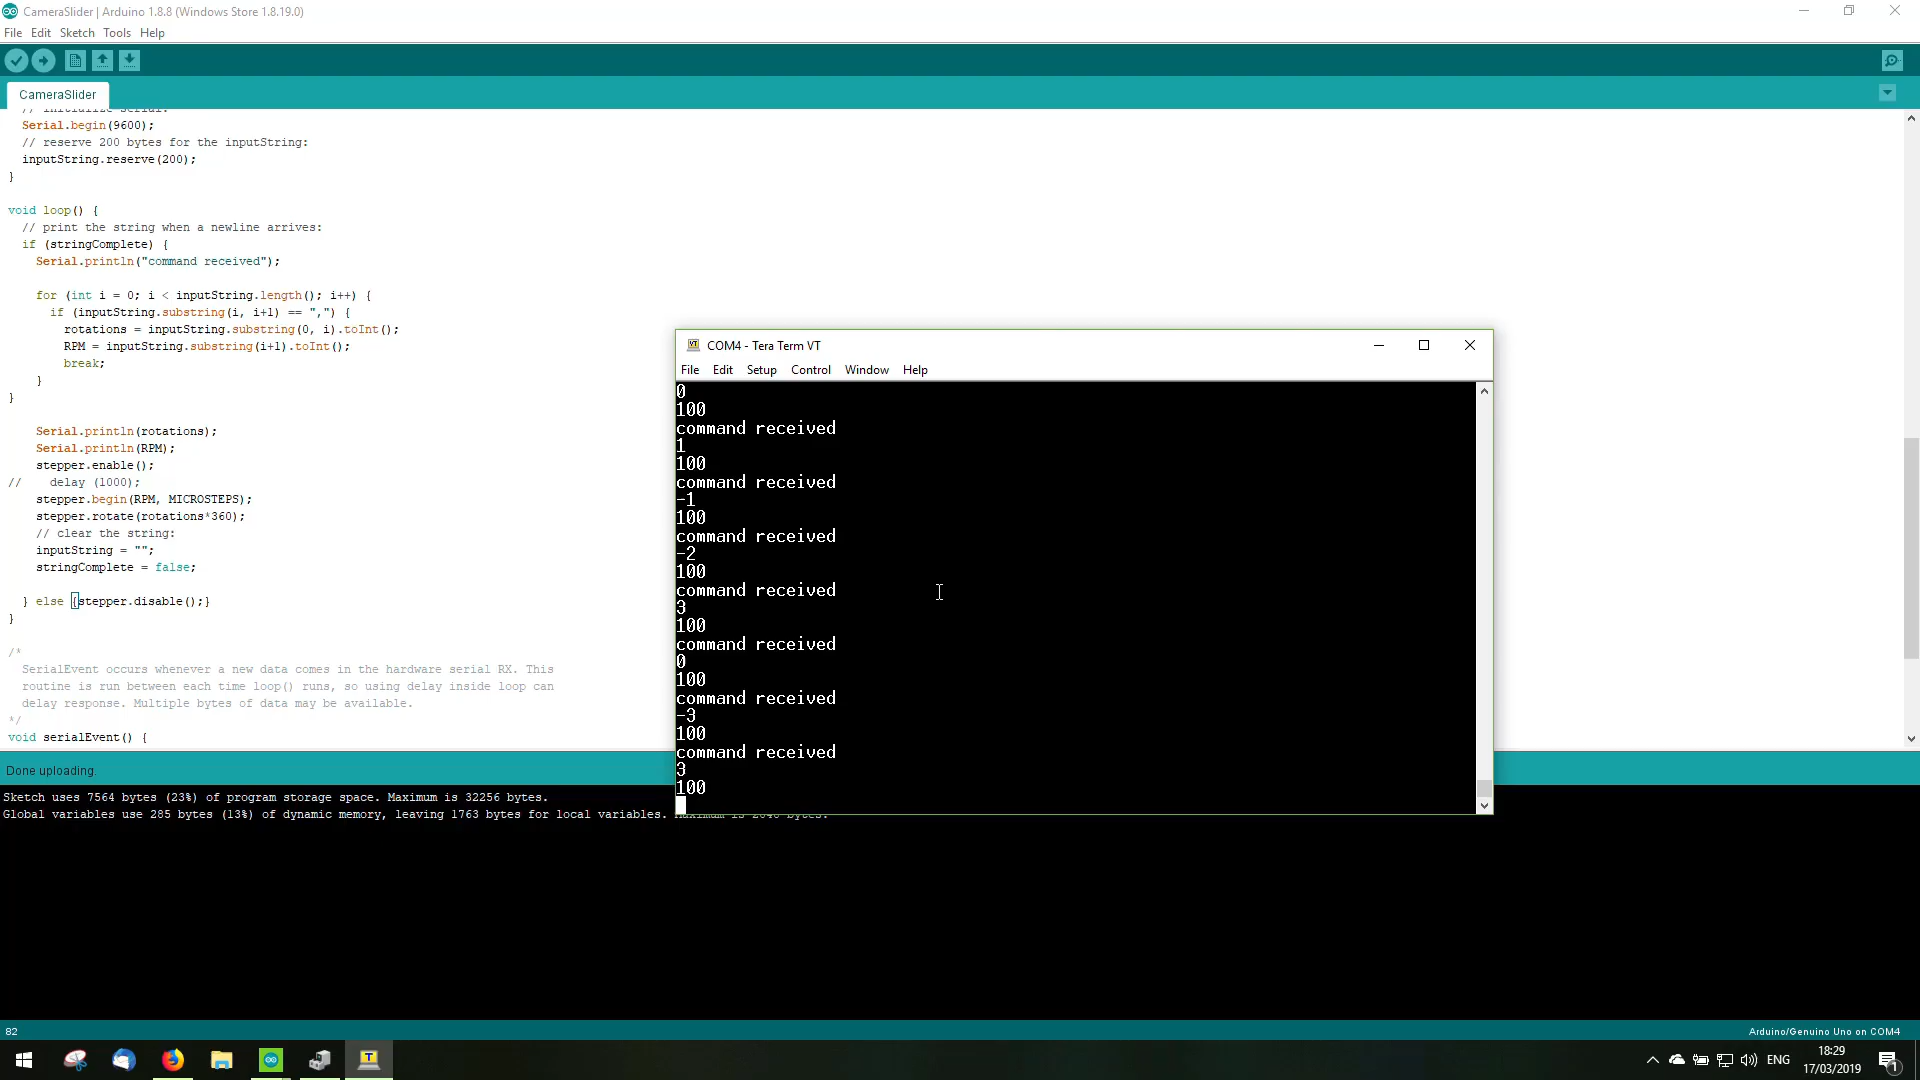 CameraSlider | Arduino 1.8.8 (Windows Store 1.8.19.0)
File Edit Sketch Tools Help
CameraSlider
// initialize serial:
Serial.begin(9600);
// reserve 200 bytes for the inputString:
inputString.reserve(200);
}
void loop() {
// print the string when a newline arrives:
if (stringComplete) {
Serial.println("command received");
for (int i = 0; i < inputString.length(); i++) {
if (inputString.substring(i, i+1) == ",") {
rotations = inputString.substring(0, i).toInt();
RPM = inputString.substring(i+1).toInt();
break;
}
}
Serial.println(rotations);
Serial.println(RPM);
stepper.enable();
// delay (1000);
stepper.begin(RPM, MICROSTEPS);
stepper.rotate(rotations*360);
// clear the string:
inputString = "";
stringComplete = false;
} else {stepper.disable();}
}
/*
SerialEvent occurs whenever a new data comes in the hardware serial RX. This
routine is run between each time loop() runs, so using delay inside loop can
delay response. Multiple bytes of data may be available.
*/
void serialEvent() {
COM4 - Tera Term VT
File Edit Setup Control Window Help
0
100
command received
1
100
command received
-1
100
command received
-2
100
command received
3
100
command received
0
100
command received
-3
100
command received
3
100
Done uploading.
Sketch uses 7564 bytes (23%) of program storage space. Maximum is 32256 bytes.
Global variables use 285 bytes (13%) of dynamic memory, leaving 1763 bytes for local variables. Maximum is 2048 bytes.
82
Arduino/Genuino Uno on COM4
ENG
18:29
17/03/2019
1